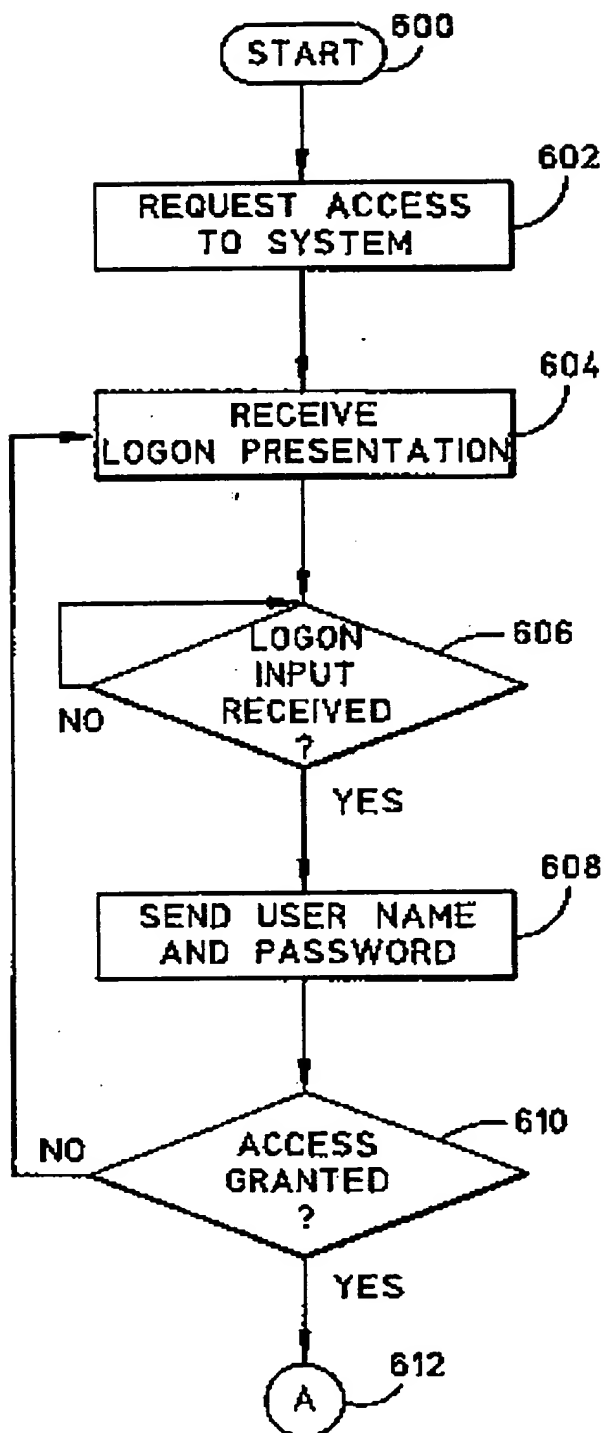 600
START
602
REQUEST ACCESS
TO SYSTEM
604
RECEIVE
LOGON PRESENTATION
606
LOGON
INPUT
RECEIVED
?
NO
YES
608
SEND USER NAME
AND PASSWORD
610
NO
ACCESS
GRANTED
?
YES
612
A